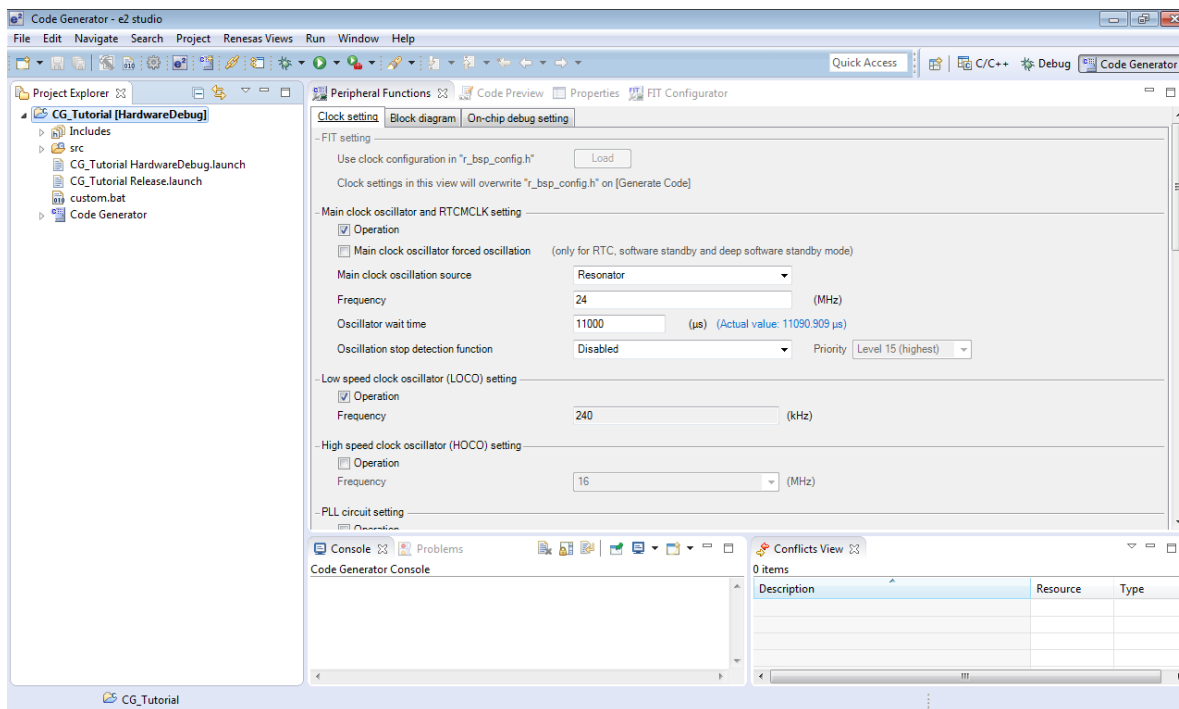 Code Generator - e2 studio
File Edit Navigate Search Project Renesas Views Run Window Help
Quick Access C/C++ Debug Code Generator
Project Explorer
CG_Tutorial [HardwareDebug]
Includes
src
CG_Tutorial HardwareDebug.launch
CG_Tutorial Release.launch
custom.bat
Code Generator
Peripheral Functions Code Preview Properties FIT Configurator
Clock setting Block diagram On-chip debug setting
FIT setting
Use clock configuration in "r_bsp_config.h" Load
Clock settings in this view will overwrite "r_bsp_config.h" on [Generate Code]
Main clock oscillator and RTCMCLK setting
Operation
Main clock oscillator forced oscillation (only for RTC, software standby and deep software standby mode)
Main clock oscillation source Resonator
Frequency 24 (MHz)
Oscillator wait time 11000 (μs) (Actual value: 11090.909 μs)
Oscillation stop detection function Disabled Priority Level 15 (highest)
Low speed clock oscillator (LOCO) setting
Operation
Frequency 240 (kHz)
High speed clock oscillator (HOCO) setting
Operation
Frequency 16 (MHz)
PLL circuit setting
Operation
Console Problems
Code Generator Console
Conflicts View
0 items
Description Resource Type
CG_Tutorial